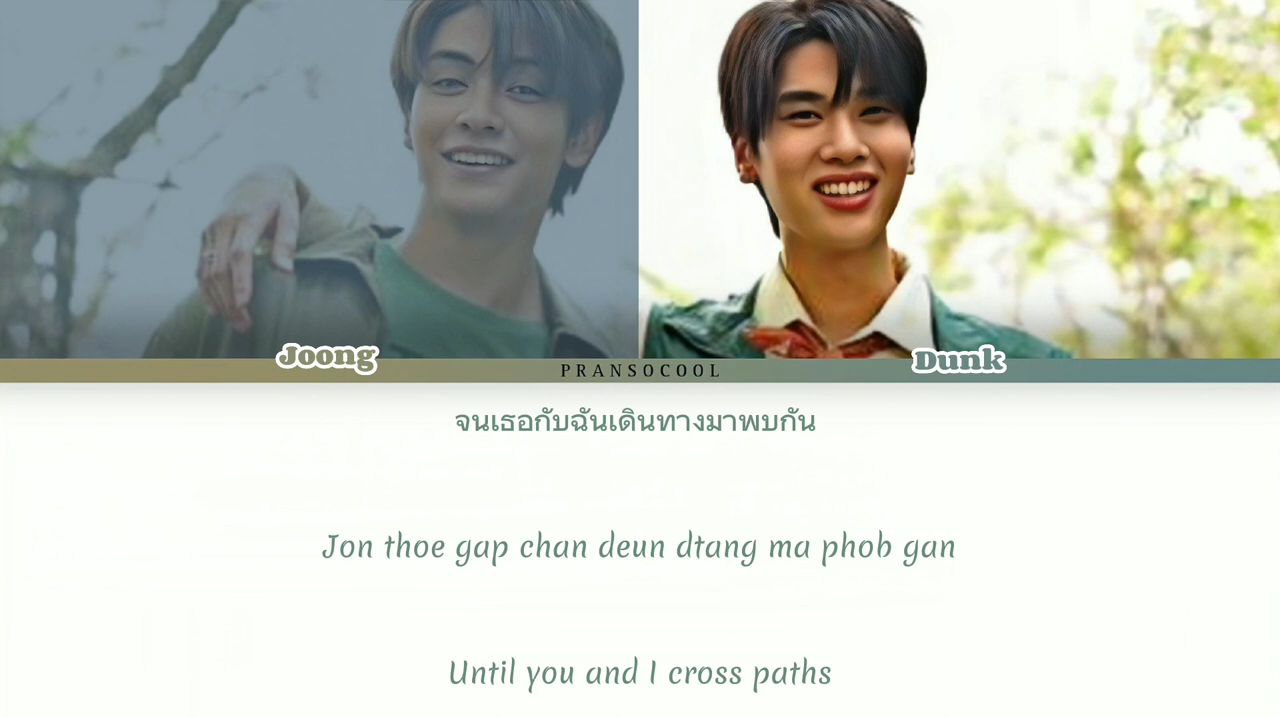 Joong
PRANSOCOOL
Dunk
จนเธอกับฉันเดินทางมาพบกัน
Jon thoe gap chan deun dtang ma phob gan
Until you and I cross paths